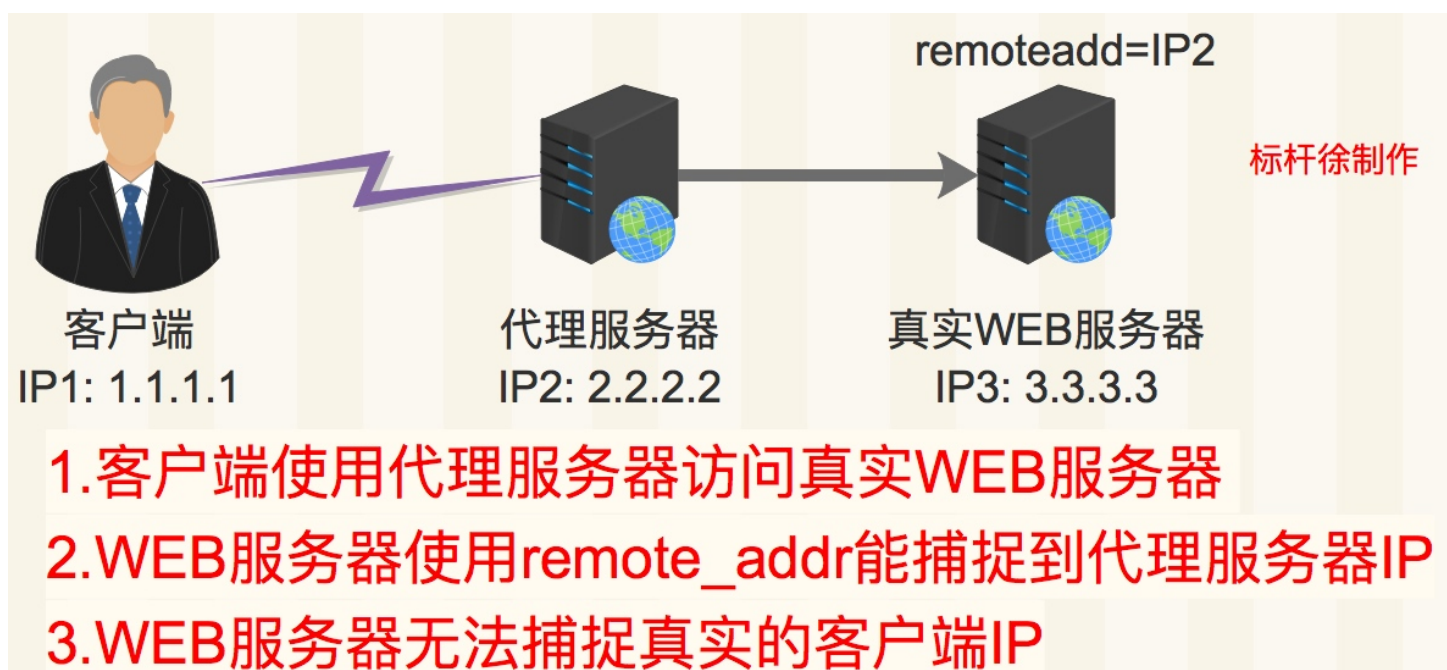 remoteadd=IP2
标杆徐制作
客户端
IP1: 1.1.1.1
代理服务器
IP2: 2.2.2.2
真实WEB服务器
IP3: 3.3.3.3
1.客户端使用代理服务器访问真实WEB服务器
2.WEB服务器使用remote_addr能捕捉到代理服务器IP
3.WEB服务器无法捕捉真实的客户端IP